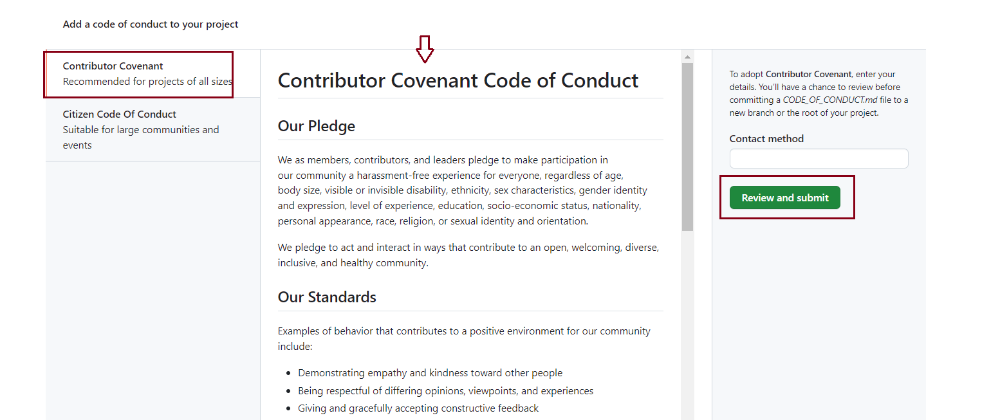 Add a code of conduct to your project
Contributor Covenant
Recommended for projects of all sizes
Citizen Code Of Conduct
Suitable for large communities and
events
Contributor Covenant Code of Conduct
Our Pledge
We as members, contributors, and leaders pledge to make participation in
our community a harassment-free experience for everyone, regardless of age,
body size, visible or invisible disability, ethnicity, sex characteristics, gender identity
and expression, level of experience, education, socio-economic status, nationality,
personal appearance, race, religion, or sexual identity and orientation.
We pledge to act and interact in ways that contribute to an open, welcoming, diverse,
inclusive, and healthy community.
Our Standards
Examples of behavior that contributes to a positive environment for our community
include:
• Demonstrating empathy and kindness toward other people
• Being respectful of differing opinions, viewpoints, and experiences
• Giving and gracefully accepting constructive feedback
To adopt Contributor Covenant, enter your
details. You'll have a chance to review before
committing a CODE_OF_CONDUCT.md file to a
new branch or the root of your project.
Contact method
Review and submit